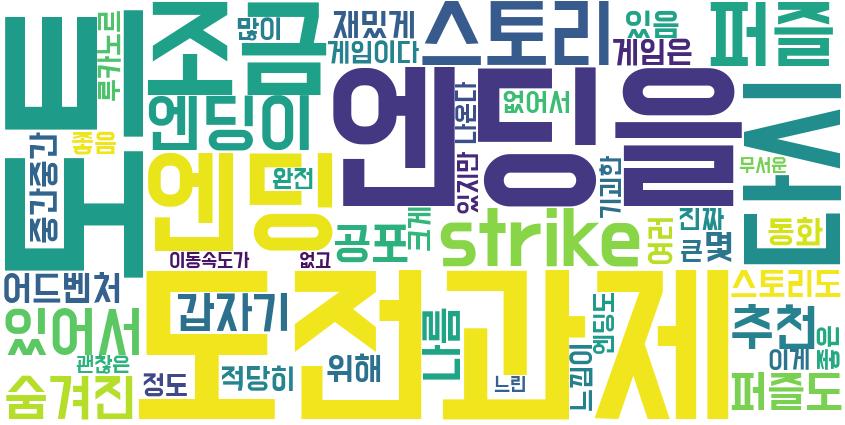 도트
조금
루카노르
많이
재밌게
게임이다
스토리
있음
게임은
퍼즐
엔딩이
엔딩을
나온다
없어서
중간중간
좋음
엔딩
완전
있지만
기괴한
무서운
공포
크게
strike
여러
진짜
큰
몇
동화
이동속도가
없고
어드벤처
도전과제
스토리도
있어서
갑자기
나름
엔딩도
추천
괜찮은
이게
좋은
숨겨진
정도
적당히
위해
느린
느낌이
퍼즐도